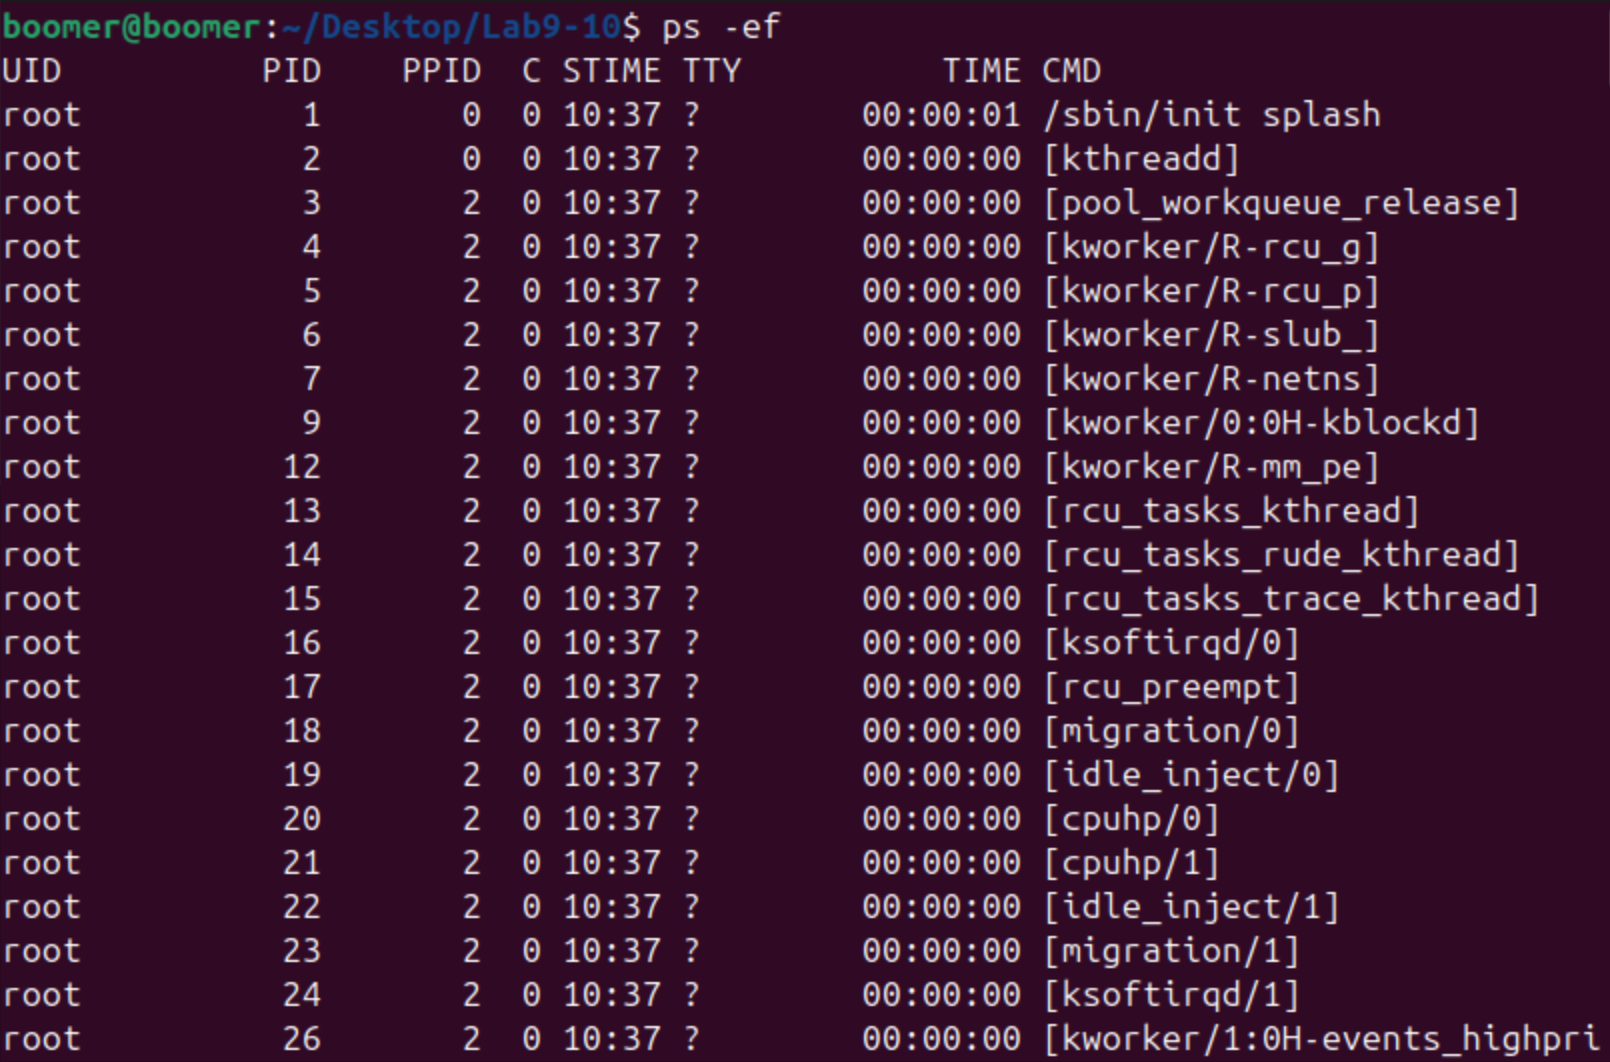 boomer@boomer:~/Desktop/Lab9-10$ ps -ef
UID          PID    PPID  C STIME TTY          TIME CMD
root           1       0  0 10:37 ?        00:00:01 /sbin/init splash
root           2       0  0 10:37 ?        00:00:00 [kthreadd]
root           3       2  0 10:37 ?        00:00:00 [pool_workqueue_release]
root           4       2  0 10:37 ?        00:00:00 [kworker/R-rcu_g]
root           5       2  0 10:37 ?        00:00:00 [kworker/R-rcu_p]
root           6       2  0 10:37 ?        00:00:00 [kworker/R-slub_]
root           7       2  0 10:37 ?        00:00:00 [kworker/R-netns]
root           9       2  0 10:37 ?        00:00:00 [kworker/0:0H-kblockd]
root          12       2  0 10:37 ?        00:00:00 [kworker/R-mm_pe]
root          13       2  0 10:37 ?        00:00:00 [rcu_tasks_kthread]
root          14       2  0 10:37 ?        00:00:00 [rcu_tasks_rude_kthread]
root          15       2  0 10:37 ?        00:00:00 [rcu_tasks_trace_kthread]
root          16       2  0 10:37 ?        00:00:00 [ksoftirqd/0]
root          17       2  0 10:37 ?        00:00:00 [rcu_preempt]
root          18       2  0 10:37 ?        00:00:00 [migration/0]
root          19       2  0 10:37 ?        00:00:00 [idle_inject/0]
root          20       2  0 10:37 ?        00:00:00 [cpuhp/0]
root          21       2  0 10:37 ?        00:00:00 [cpuhp/1]
root          22       2  0 10:37 ?        00:00:00 [idle_inject/1]
root          23       2  0 10:37 ?        00:00:00 [migration/1]
root          24       2  0 10:37 ?        00:00:00 [ksoftirqd/1]
root          26       2  0 10:37 ?        00:00:00 [kworker/1:0H-events_highpri